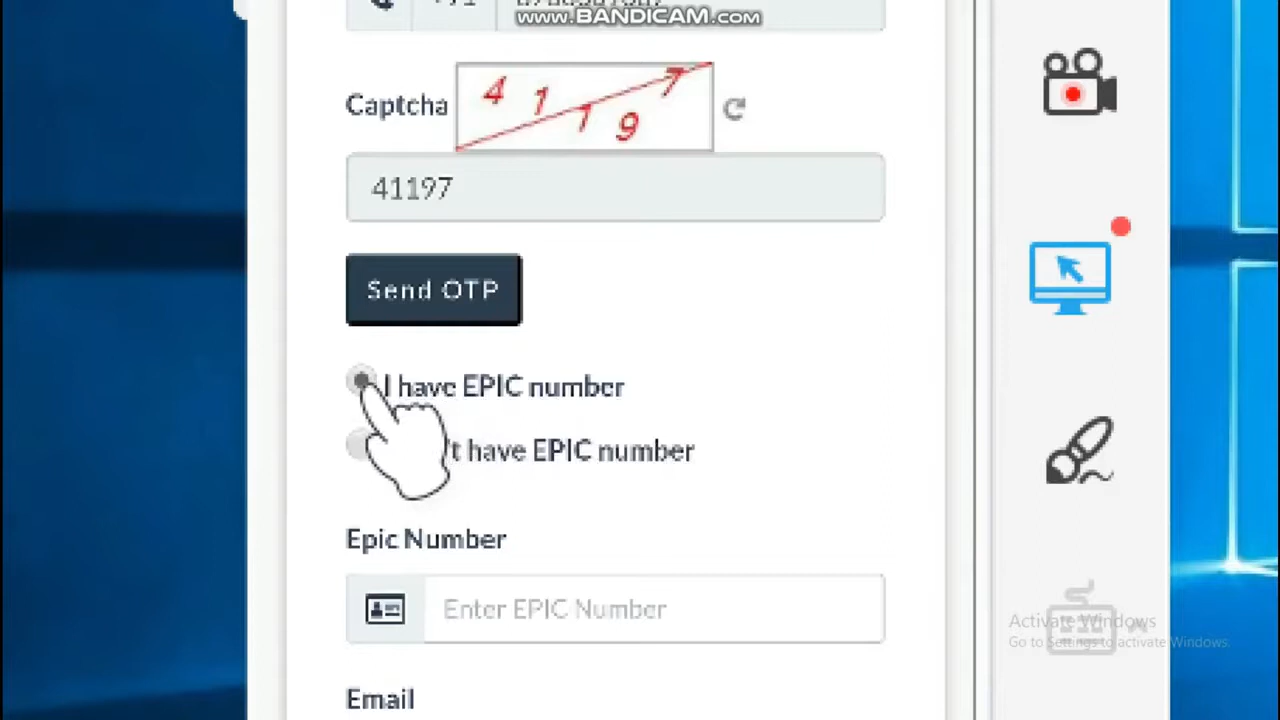 +91
www.BANDICAM.com
Captcha 4 1 1 9 7
41197
Send OTP
I have EPIC number
't have EPIC number
Epic Number
Enter EPIC Number
Email
Activate Windows
Go to Settings to activate Windows.